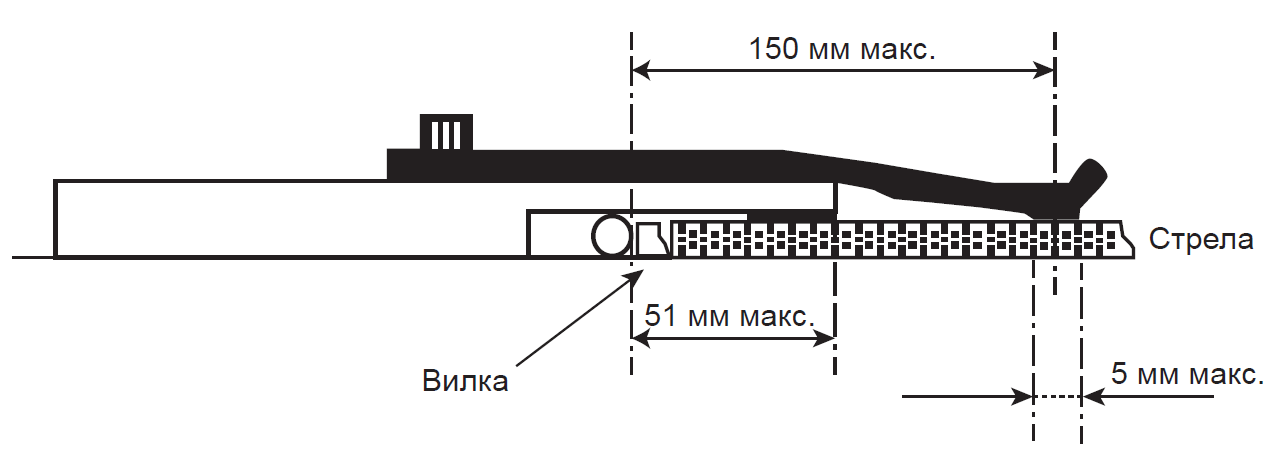 150 мм макс.
Стрела
51 мм макс.
Вилка
5 мм макс.